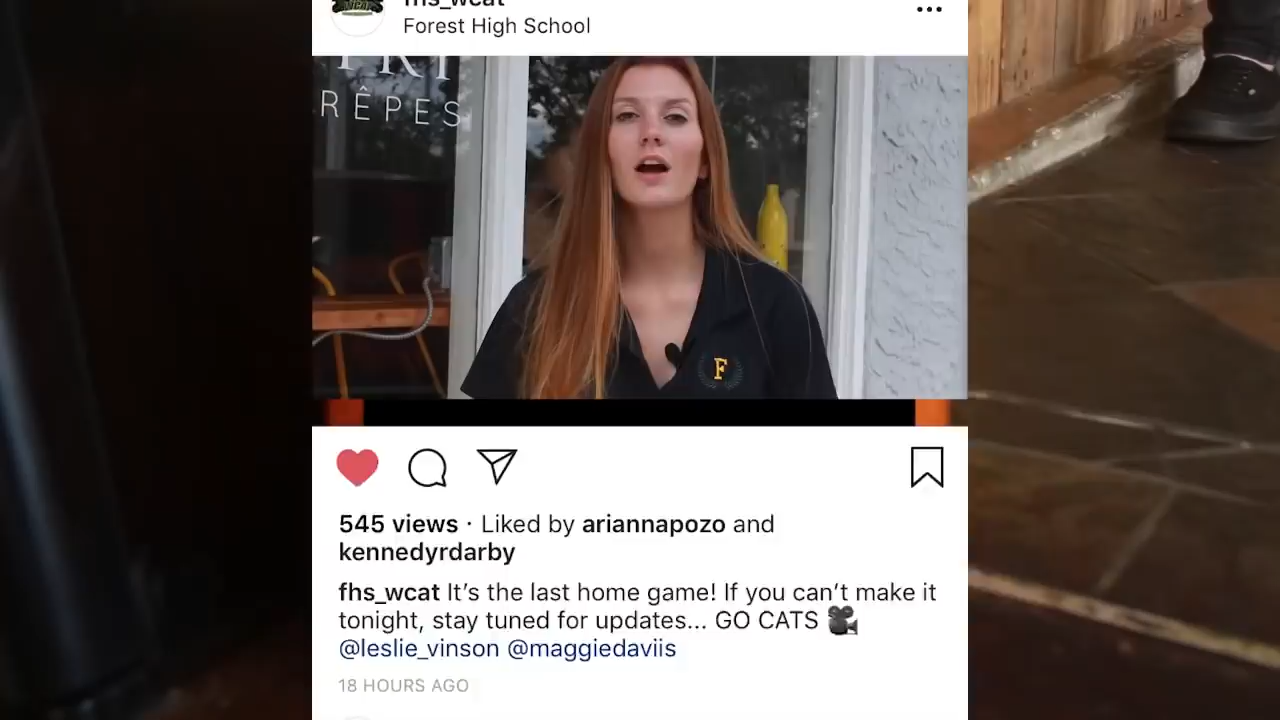 fhs_wcat
Forest High School
RÊPES
F
545 views · Liked by ariannapozo and
kennedyrdarby
fhs_wcat It's the last home game! If you can't make it
tonight, stay tuned for updates... GO CATS 🎥
@leslie_vinson @maggiedaviis
18 HOURS AGO